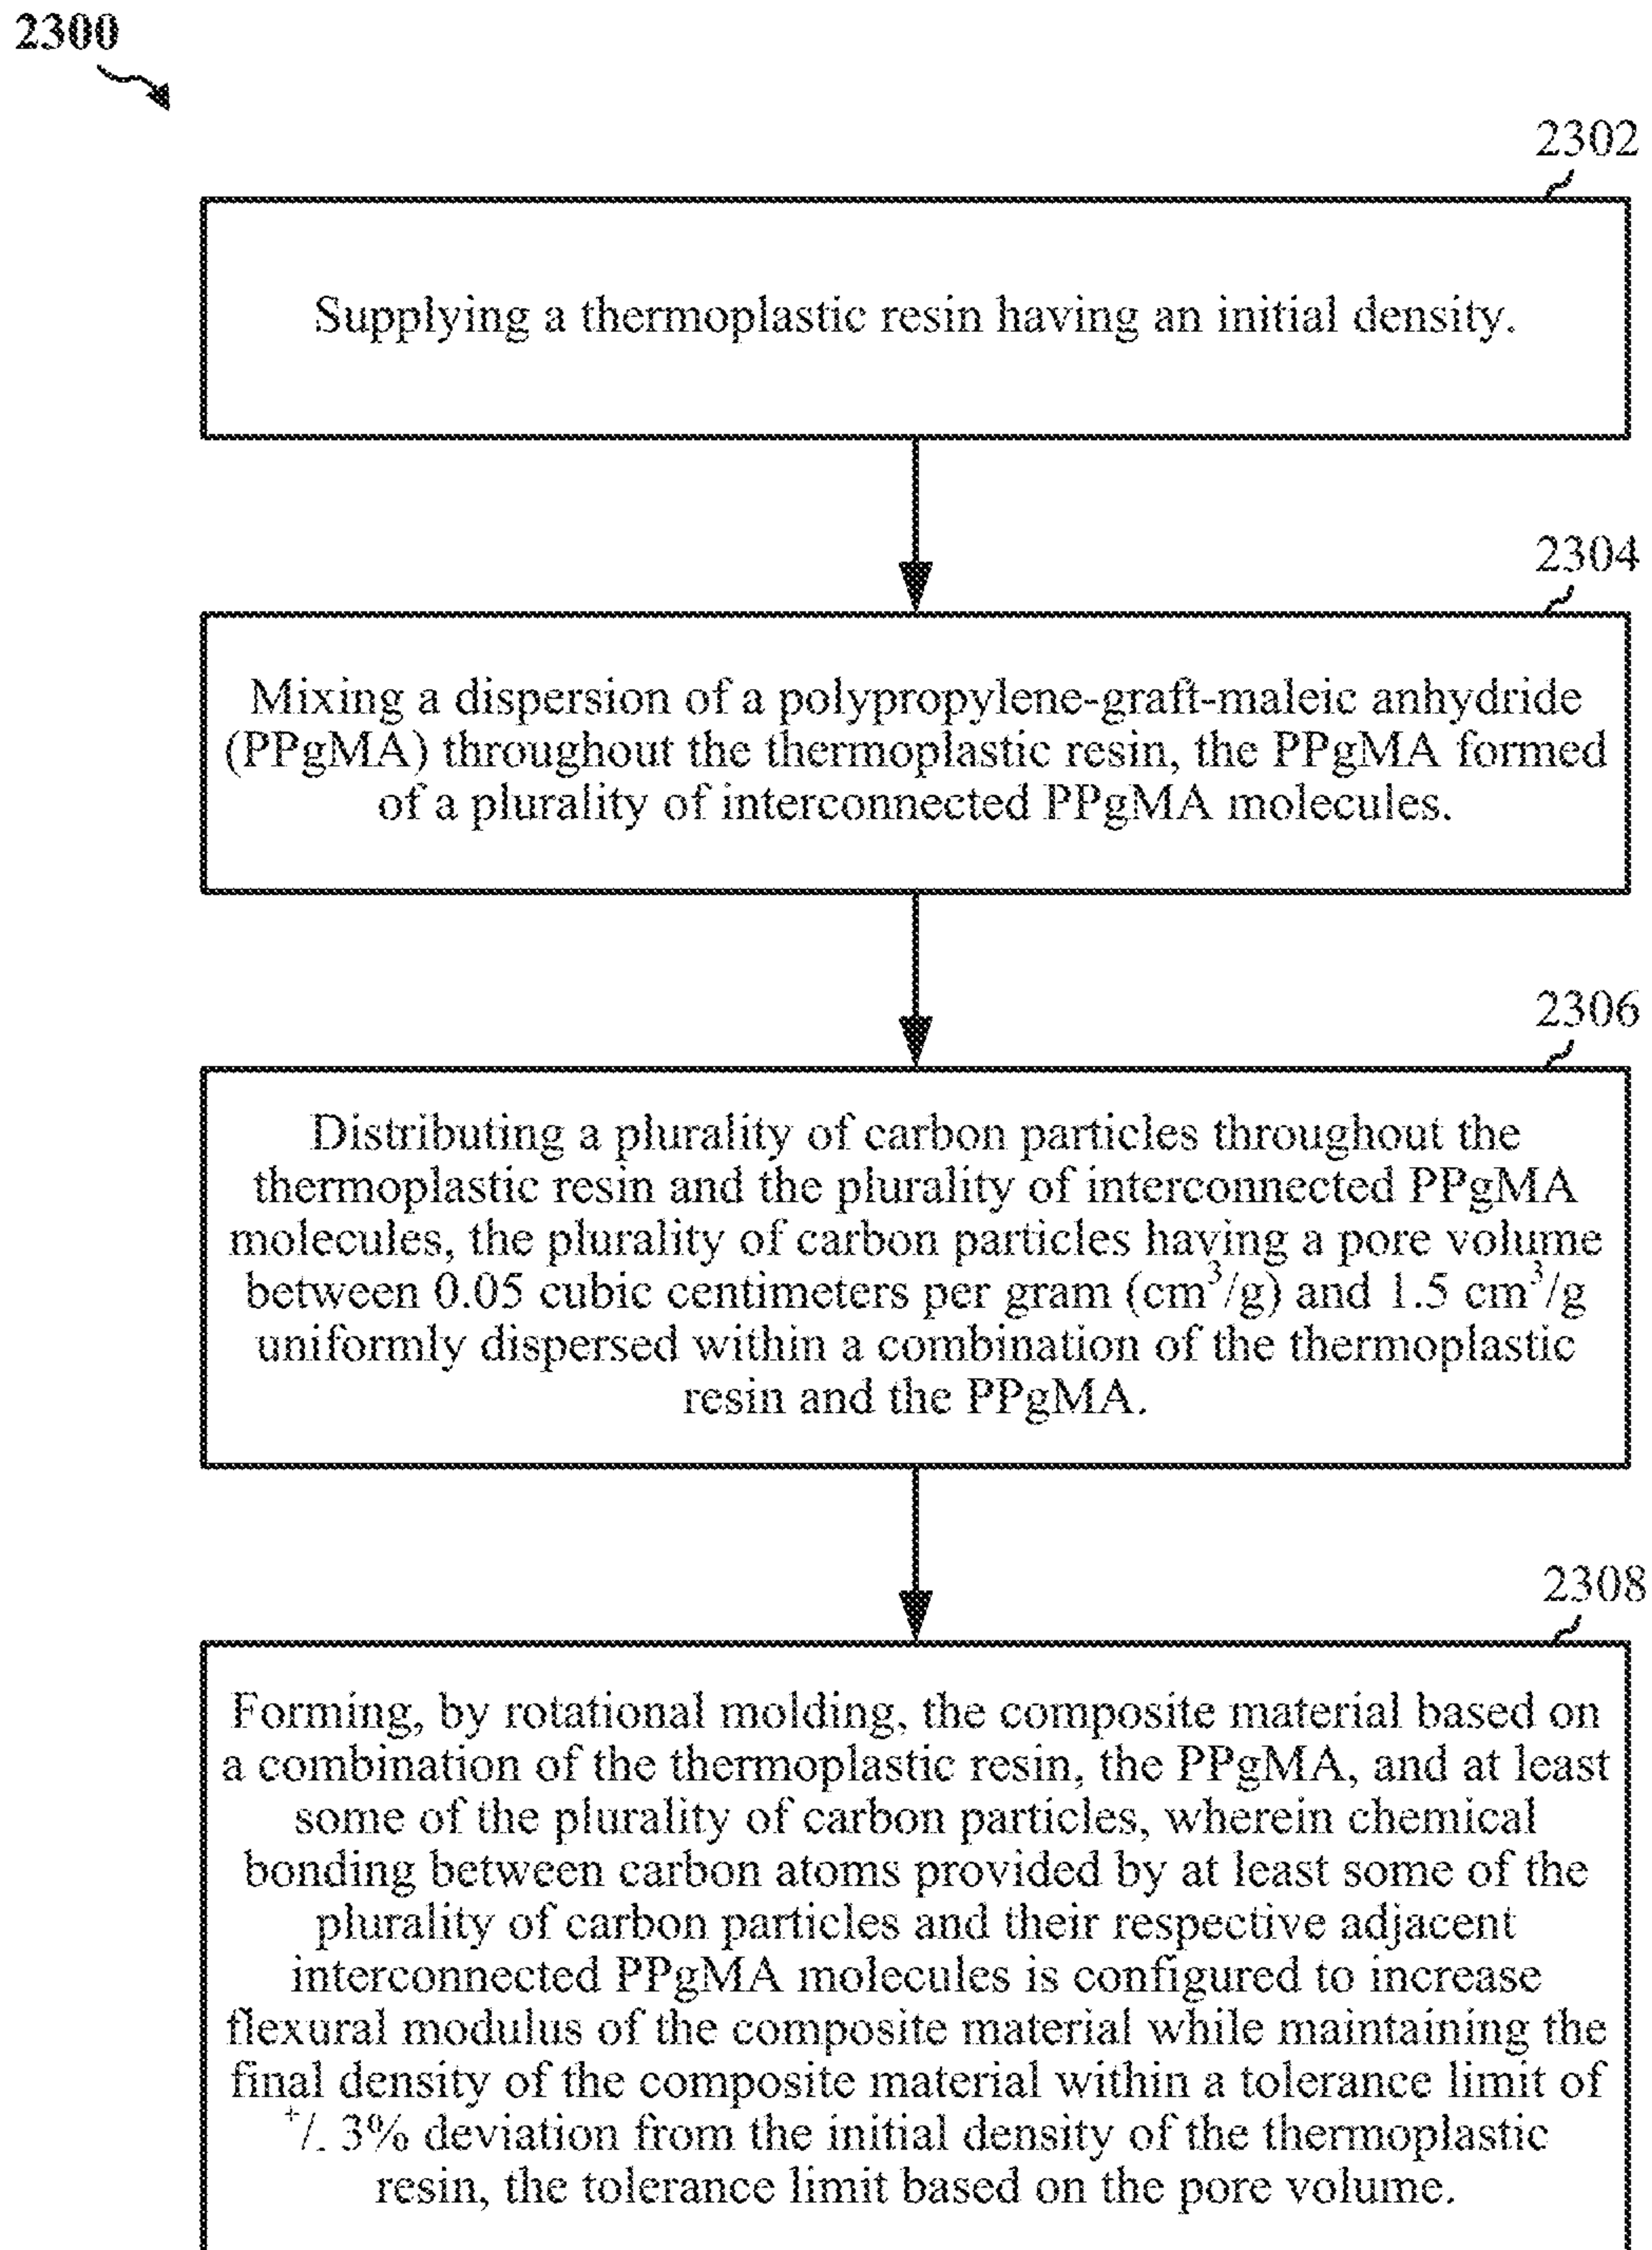 2300
2302
Supplying a thermoplastic resin having an initial density.
2304
Mixing a dispersion of a polypropylene-graft-maleic anhydride
(PPgMA) throughout the thermoplastic resin, the PPgMA formed
of a plurality of interconnected PPgMA molecules.
2306
Distributing a plurality of carbon particles throughout the
thermoplastic resin and the plurality of interconnected PPgMA
molecules, the plurality of carbon particles having a pore volume
between 0.05 cubic centimeters per gram (cm³/g) and 1.5 cm³/g
uniformly dispersed within a combination of the thermoplastic
resin and the PPgMA.
2308
Forming, by rotational molding, the composite material based on
a combination of the thermoplastic resin, the PPgMA, and at least
some of the plurality of carbon particles, wherein chemical
bonding between carbon atoms provided by at least some of the
plurality of carbon particles and their respective adjacent
interconnected PPgMA molecules is configured to increase
flexural modulus of the composite material while maintaining the
final density of the composite material within a tolerance limit of
+/- 3% deviation from the initial density of the thermoplastic
resin, the tolerance limit based on the pore volume.